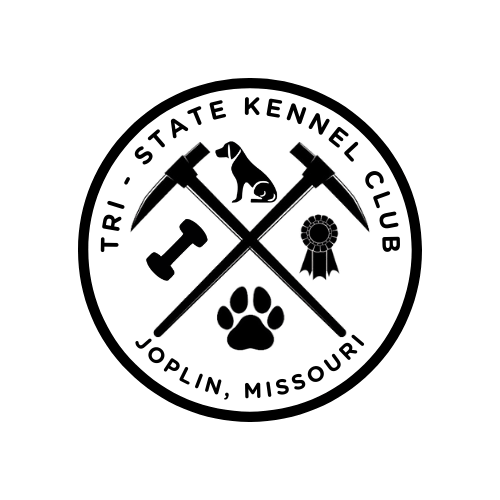 TRI - STATE KENNEL CLUB
JOPLIN, MISSOURI